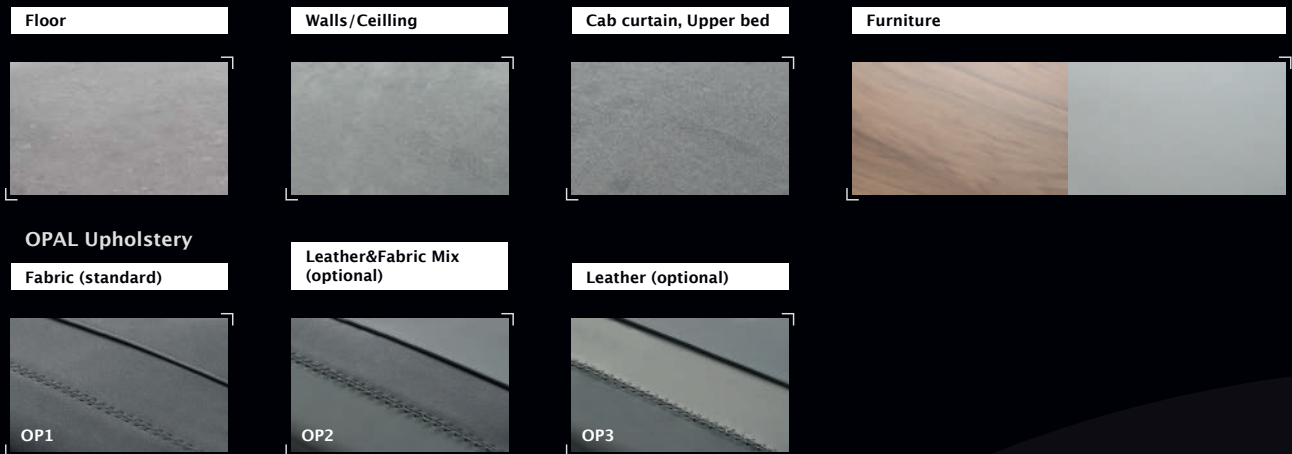 Floor
Walls/Ceilling
Cab curtain, Upper bed
Furniture
OPAL Upholstery
Fabric (standard)
Leather&Fabric Mix
(optional)
Leather (optional)
OP1
OP2
OP3